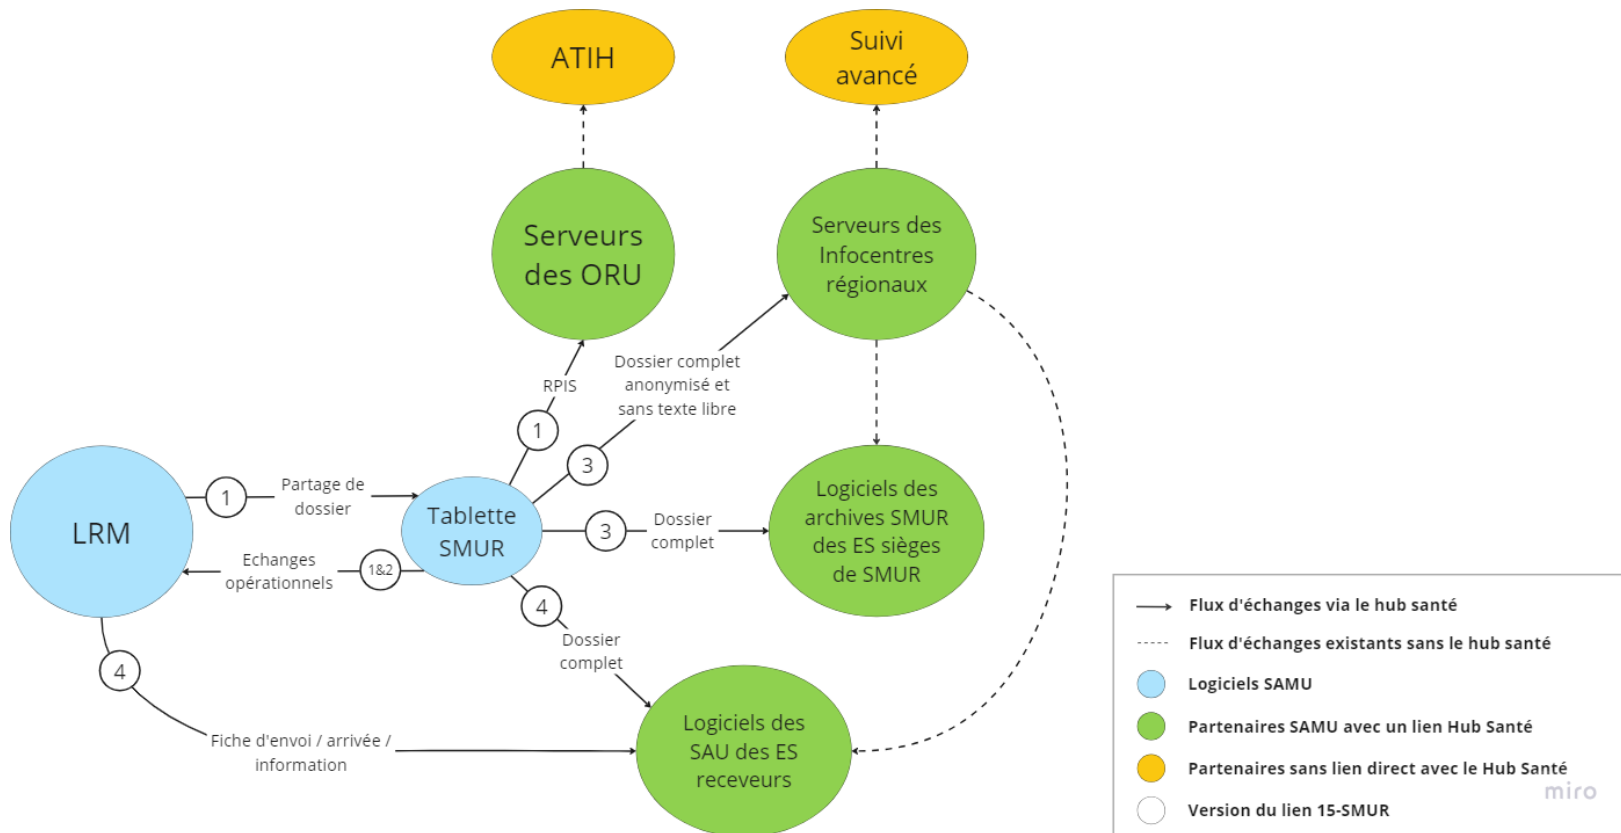 ATIH
Suivi
avancé
Serveurs
des ORU
Serveurs des
Infocentres
régionaux
RPIS
1
Dossier complet
anonymisé et
sans texte libre
3
LRM
1
Partage de
dossier
Tablette
SMUR
3
Dossier
complet
Logiciels des
archives SMUR
des ES sièges
de SMUR
Echanges
opérationnels
1&2
4
Dossier
complet
4
Fiche d'envoi / arrivée /
information
Logiciels des
SAU des ES
receveurs
Flux d'échanges via le hub santé
Flux d'échanges existants sans le hub santé
Logiciels SAMU
Partenaires SAMU avec un lien Hub Santé
Partenaires sans lien direct avec le Hub Santé
Version du lien 15-SMUR
miro